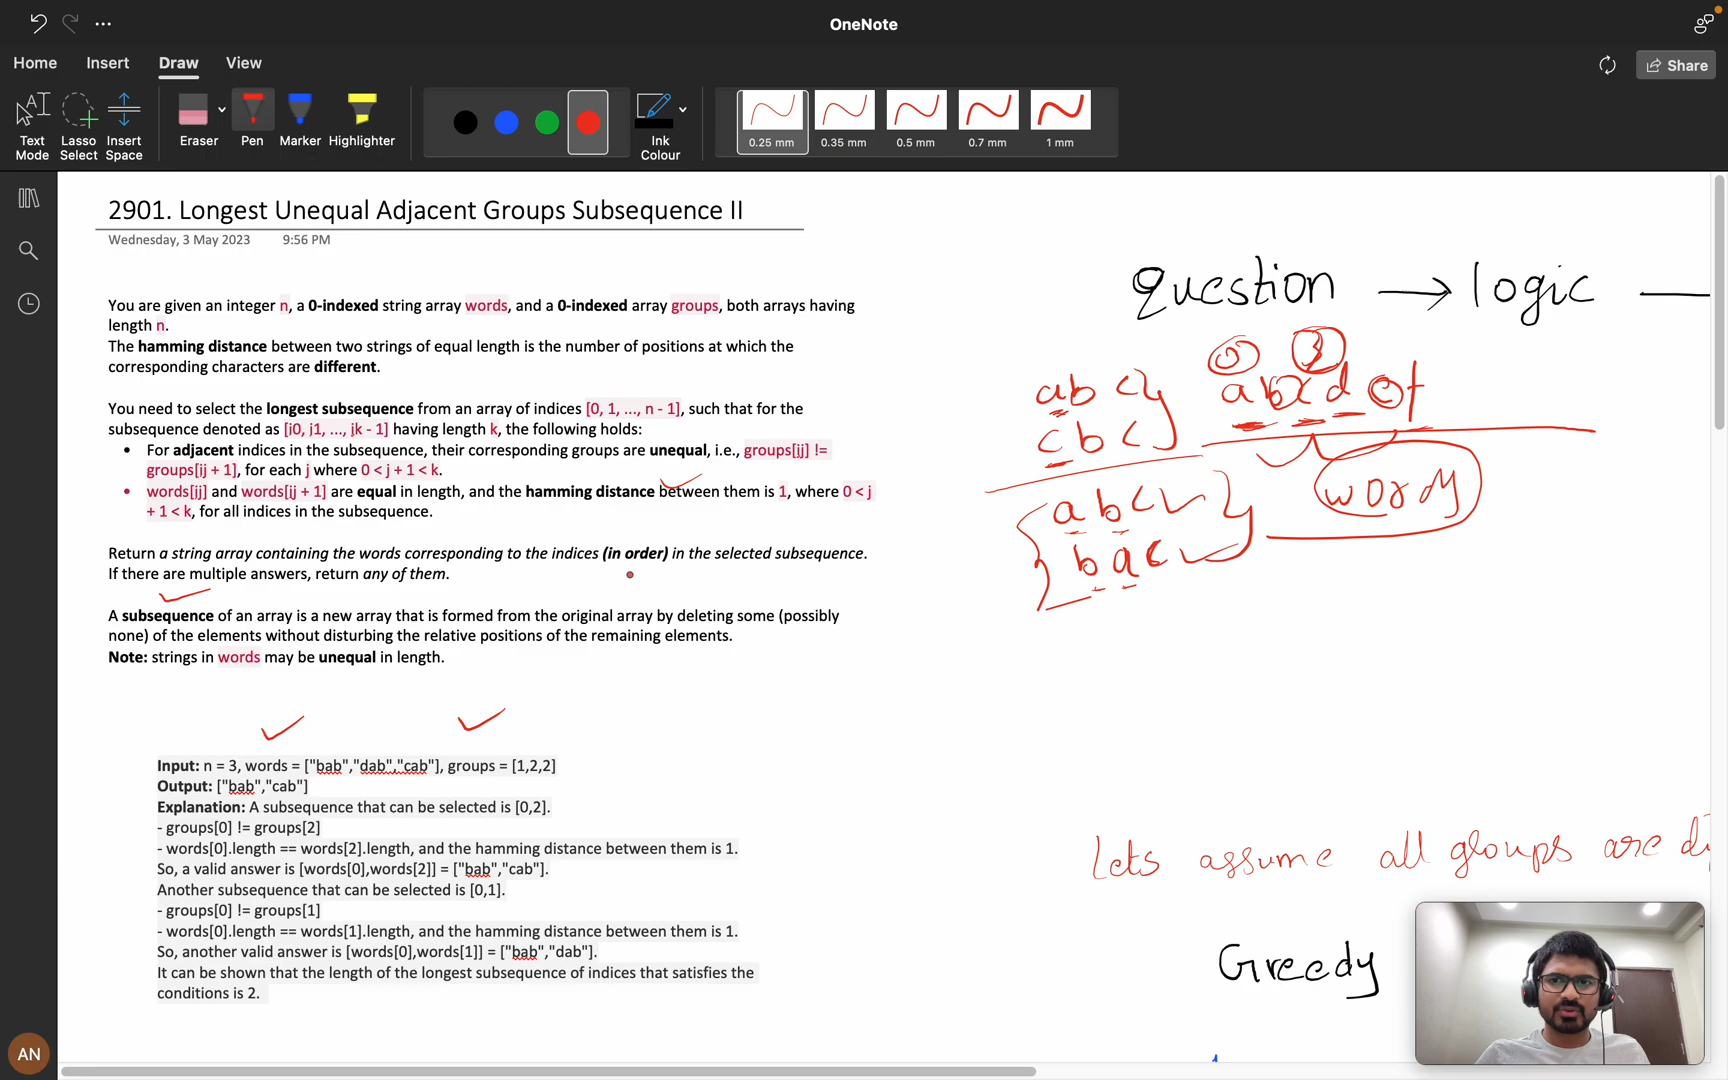 OneNote
Home Insert Draw View
Share
Text Mode
Lasso Select
Insert Space
Eraser
Pen
Marker
Highlighter
Ink Colour
0.25 mm
0.35 mm
0.5 mm
0.7 mm
1 mm
2901. Longest Unequal Adjacent Groups Subsequence II
Wednesday, 3 May 2023 9:56 PM
You are given an integer n, a 0-indexed string array words, and a 0-indexed array groups, both arrays having
length n.
The hamming distance between two strings of equal length is the number of positions at which the
corresponding characters are different.
You need to select the longest subsequence from an array of indices [0, 1, ..., n - 1], such that for the
subsequence denoted as [i0, i1, ..., ik - 1] having length k, the following holds:
• For adjacent indices in the subsequence, their corresponding groups are unequal, i.e., groups[ij] !=
groups[ij + 1], for each j where 0 < j + 1 < k.
• words[ij] and words[ij + 1] are equal in length, and the hamming distance between them is 1, where 0 < j
+ 1 < k, for all indices in the subsequence.
Return a string array containing the words corresponding to the indices (in order) in the selected subsequence.
If there are multiple answers, return any of them.
A subsequence of an array is a new array that is formed from the original array by deleting some (possibly
none) of the elements without disturbing the relative positions of the remaining elements.
Note: strings in words may be unequal in length.
Input: n = 3, words = ["bab","dab","cab"], groups = [1,2,2]
Output: ["bab","cab"]
Explanation: A subsequence that can be selected is [0,2].
- groups[0] != groups[2]
- words[0].length == words[2].length, and the hamming distance between them is 1.
So, a valid answer is [words[0],words[2]] = ["bab","cab"].
Another subsequence that can be selected is [0,1].
- groups[0] != groups[1]
- words[0].length == words[1].length, and the hamming distance between them is 1.
So, another valid answer is [words[0],words[1]] = ["bab","dab"].
It can be shown that the length of the longest subsequence of indices that satisfies the
conditions is 2.
question → logic
abc
cbc
abc
bac
word
Lets assume all groups are
Greedy
AN